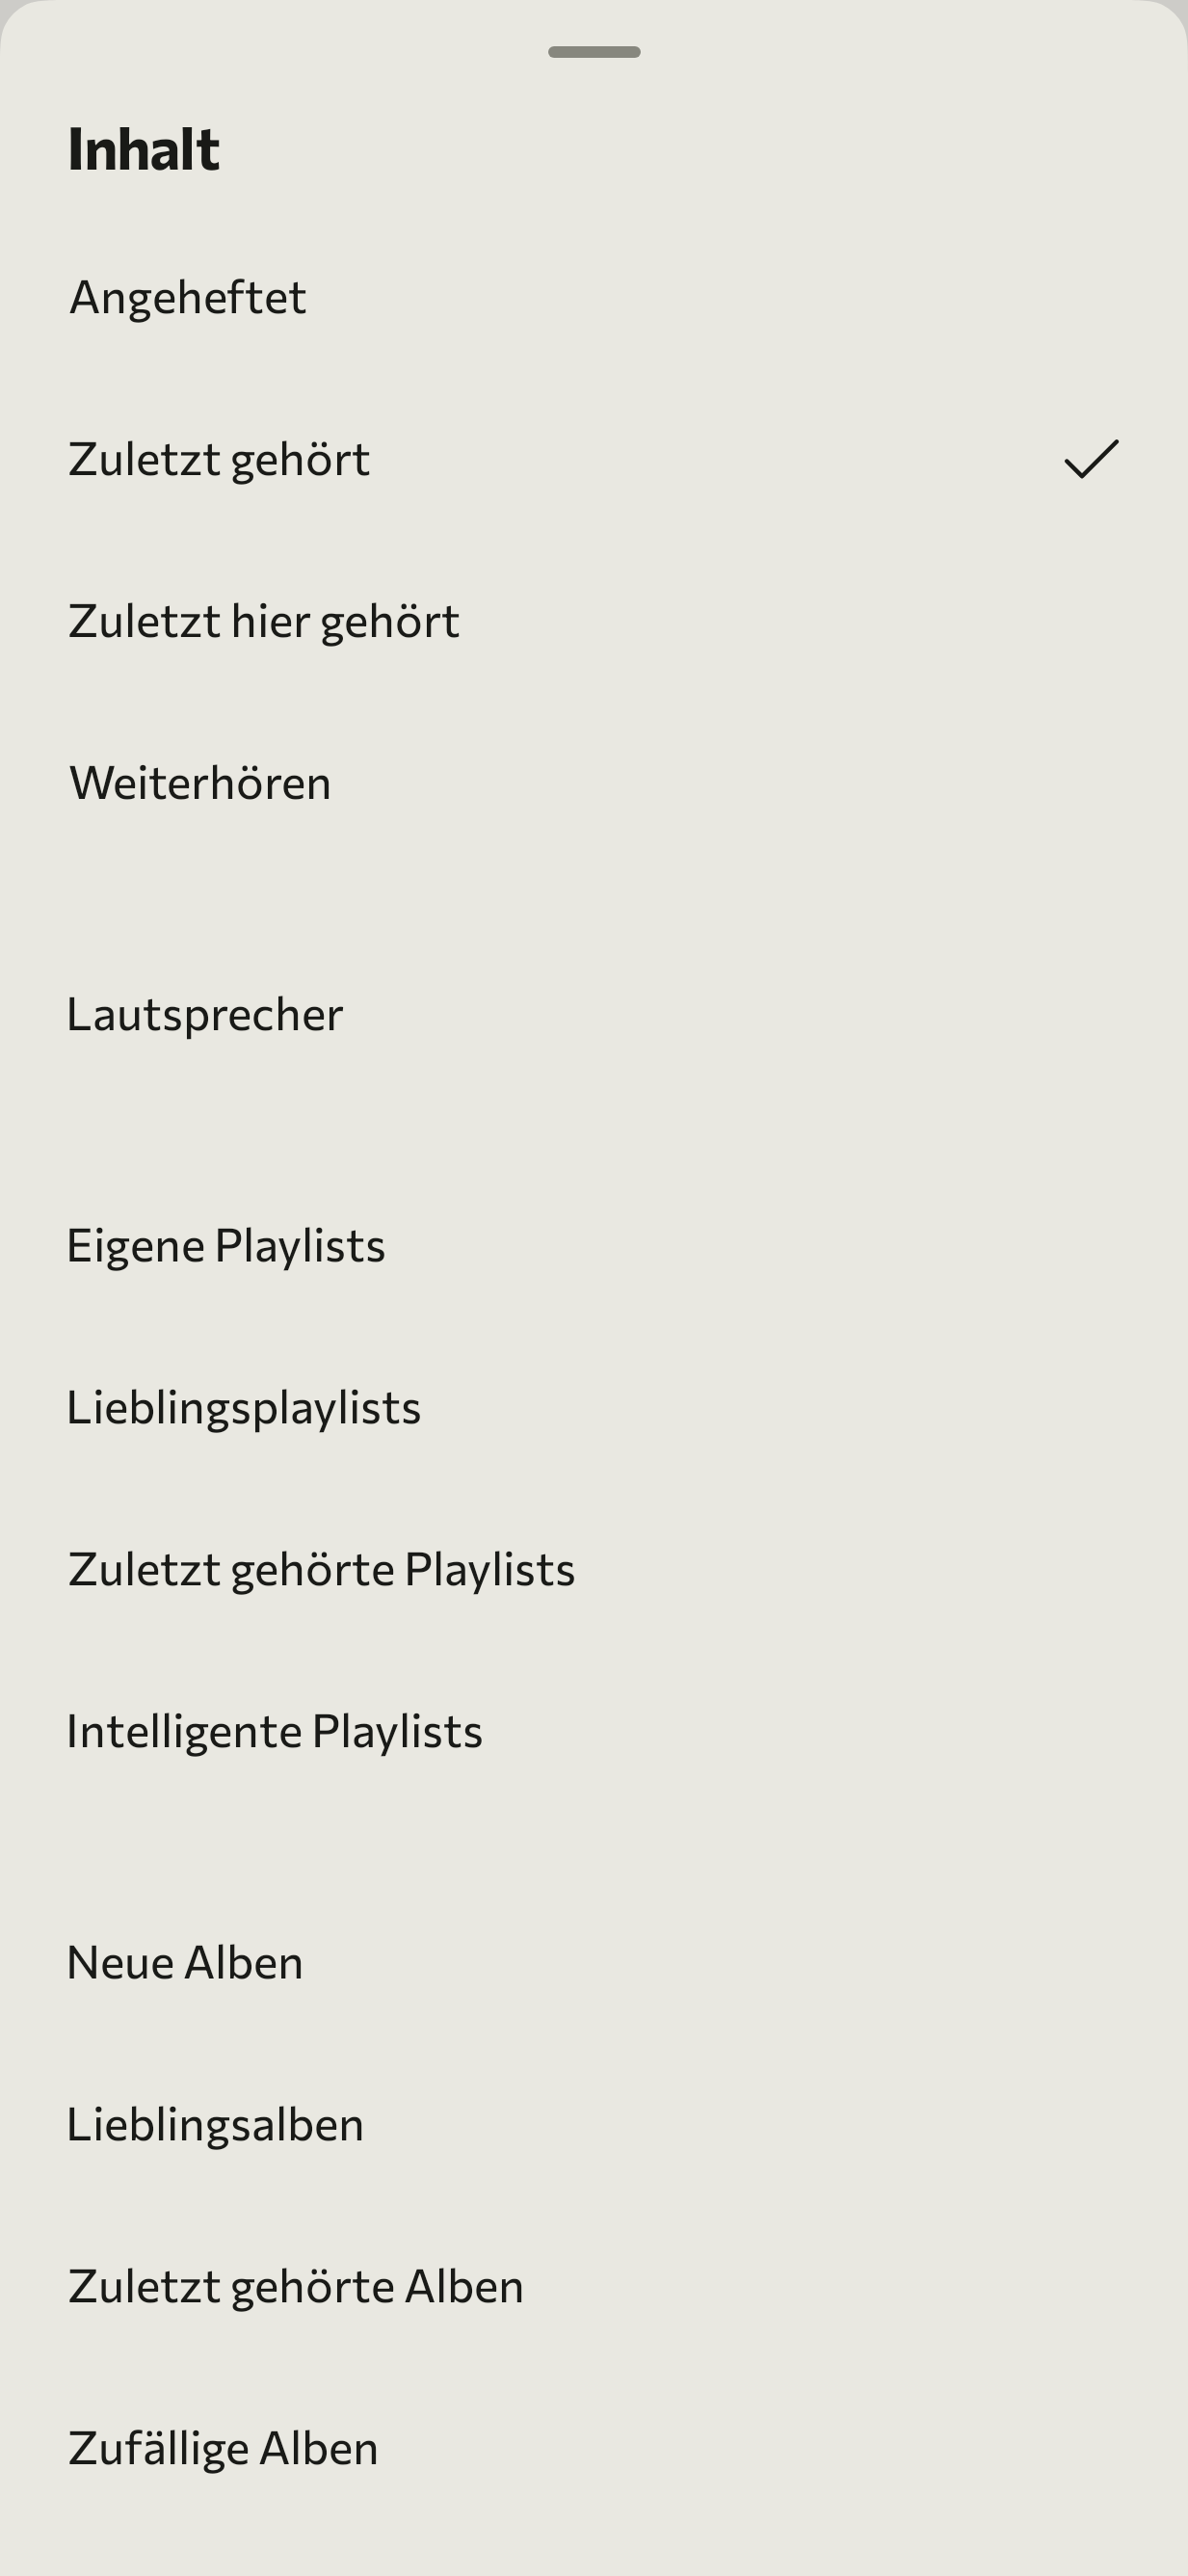 Inhalt
Angeheftet
Zuletzt gehört
Zuletzt hier gehört
Weiterhören
Lautsprecher
Eigene Playlists
Lieblingsplaylists
Zuletzt gehörte Playlists
Intelligente Playlists
Neue Alben
Lieblingsalben
Zuletzt gehörte Alben
Zufällige Alben